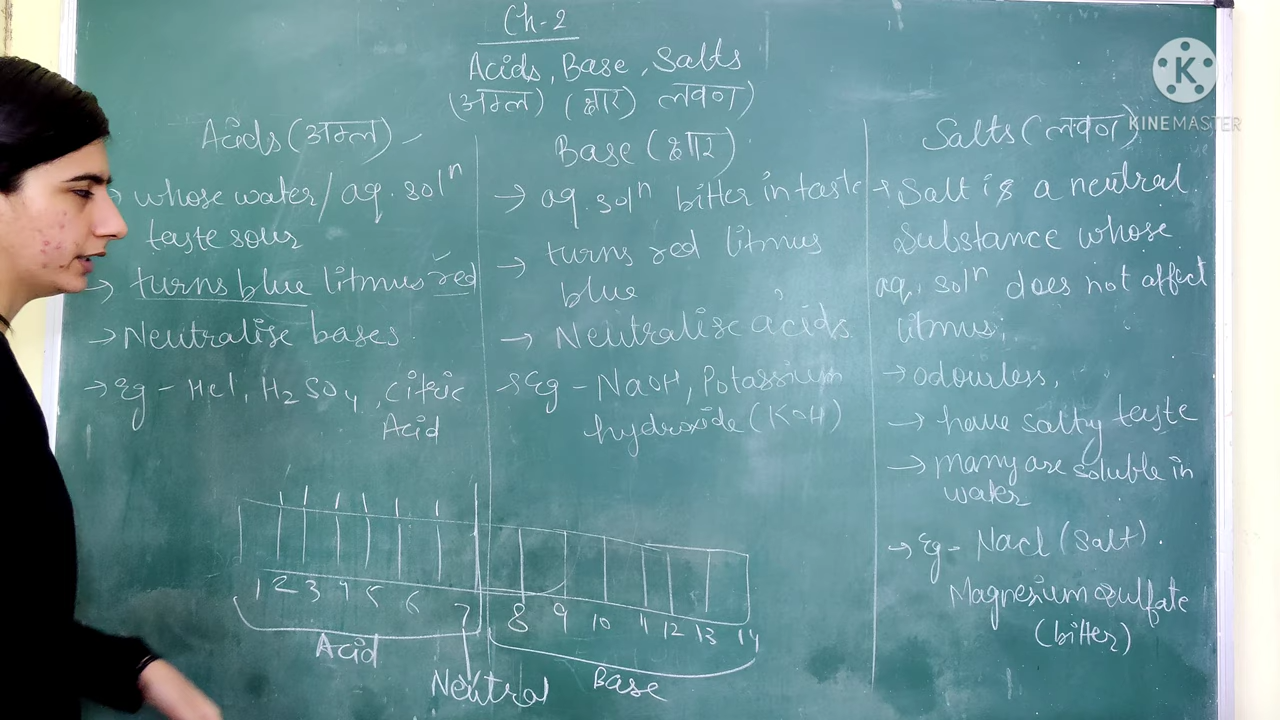 Ch-2
Acids, Base, Salts
(अम्ल) (क्षार) लवण)
Acids (अम्ल)
→ whose water/aq. solⁿ
taste sour
→ turns blue litmus red
→ Neutralise bases
→ Eg - Hcl, H₂SO₄, citric
Acid
Base (क्षार)
→ aq. solⁿ bitter in taste
→ turns red litmus
blue
→ Neutralise acids
→ Eg - NaOH, Potassium
hydroxide (KOH)
Salts (लवण)
→ Salt is a neutral
Substance whose
aq. solⁿ does not affect
litmus,
→ odourless,
→ have salty taste
→ many are soluble in
water
→ Eg - Nacl (salt).
Magnesium sulfate
(bitter)
1 2 3 4 5 6 7 8 9 10 11 12 13 14
Acid
Neutral
Base
KINEMASTER